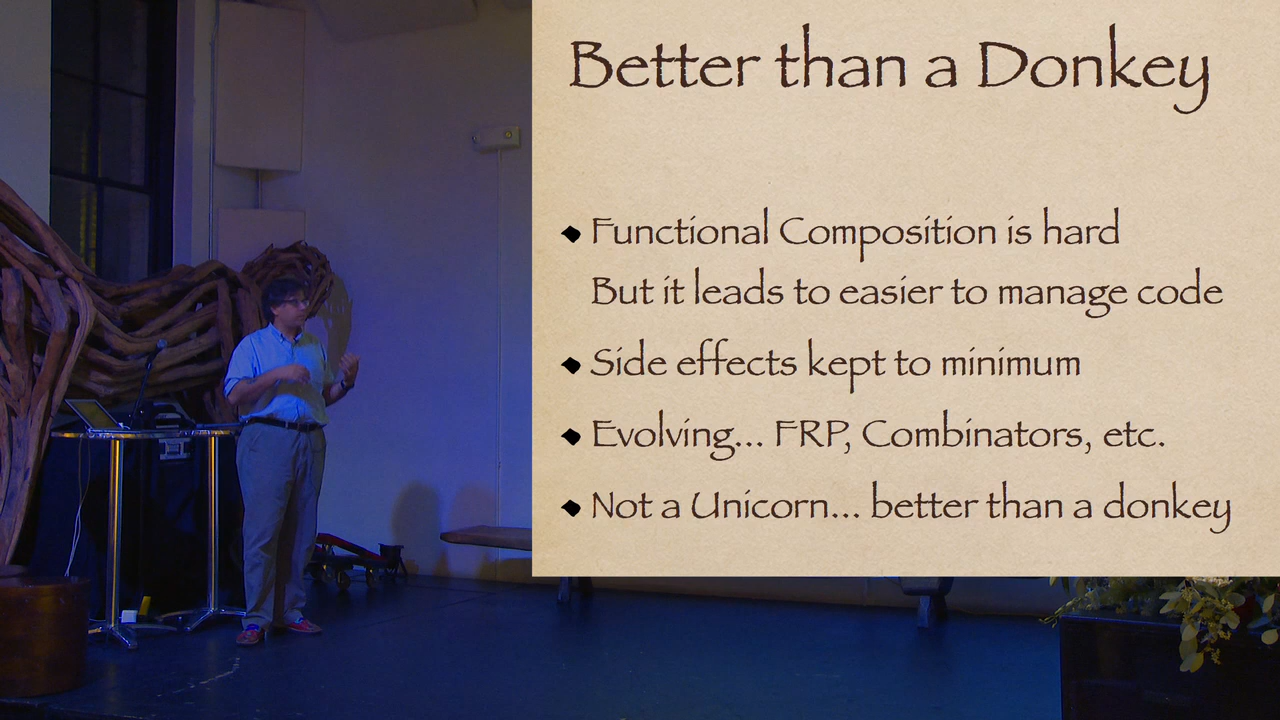 Better than a Donkey
Functional Composition is hard
But it leads to easier to manage code
Side effects kept to minimum
Evolving... FRP, Combinators, etc.
Not a Unicorn... better than a donkey